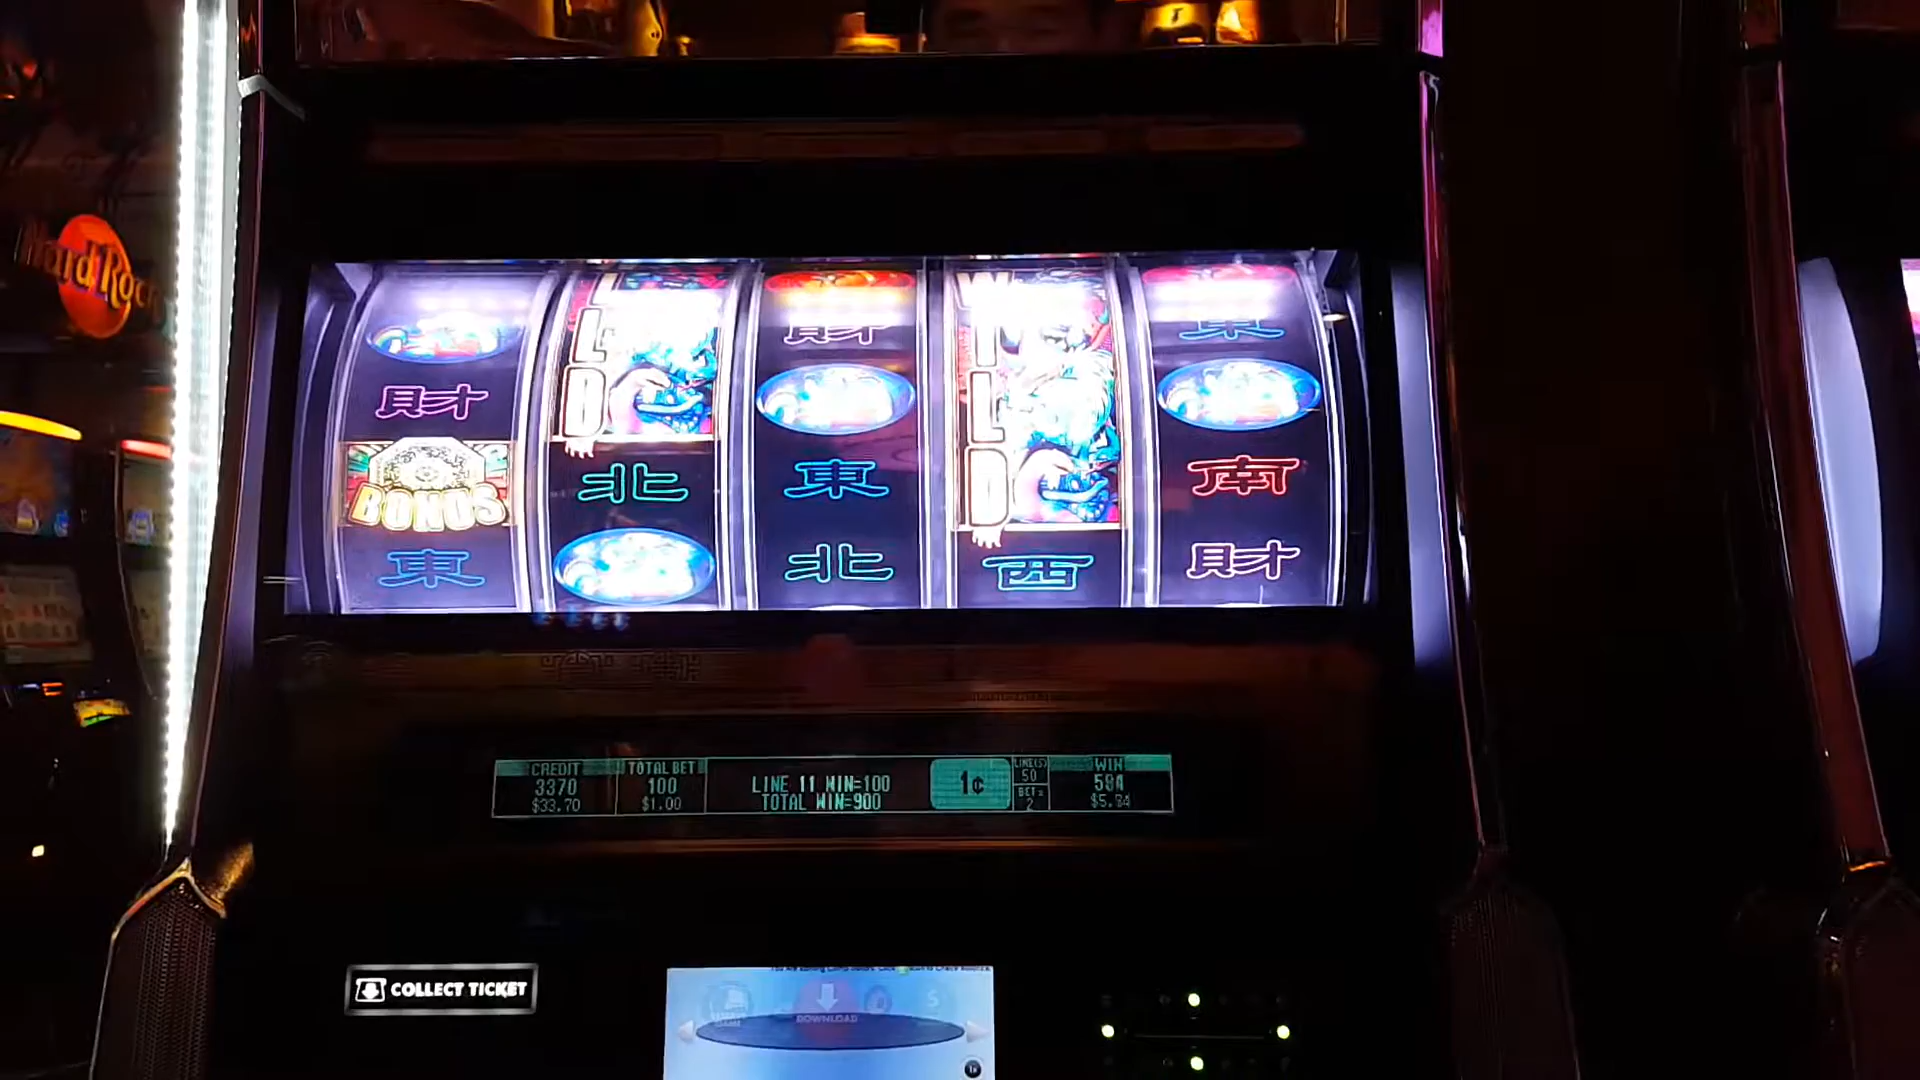 Hard Rock
W
財
東
L
I
財
L
L
D
D
BONUS
北
東
南
東
北
西
財
CREDIT
3370
$33.70
TOTAL BET
100
$1.00
LINE 11 WIN=100
TOTAL WIN=900
1¢
LINE(S)
50
BET×
2
WIN
584
$5.84
COLLECT TICKET
DOWNLOAD